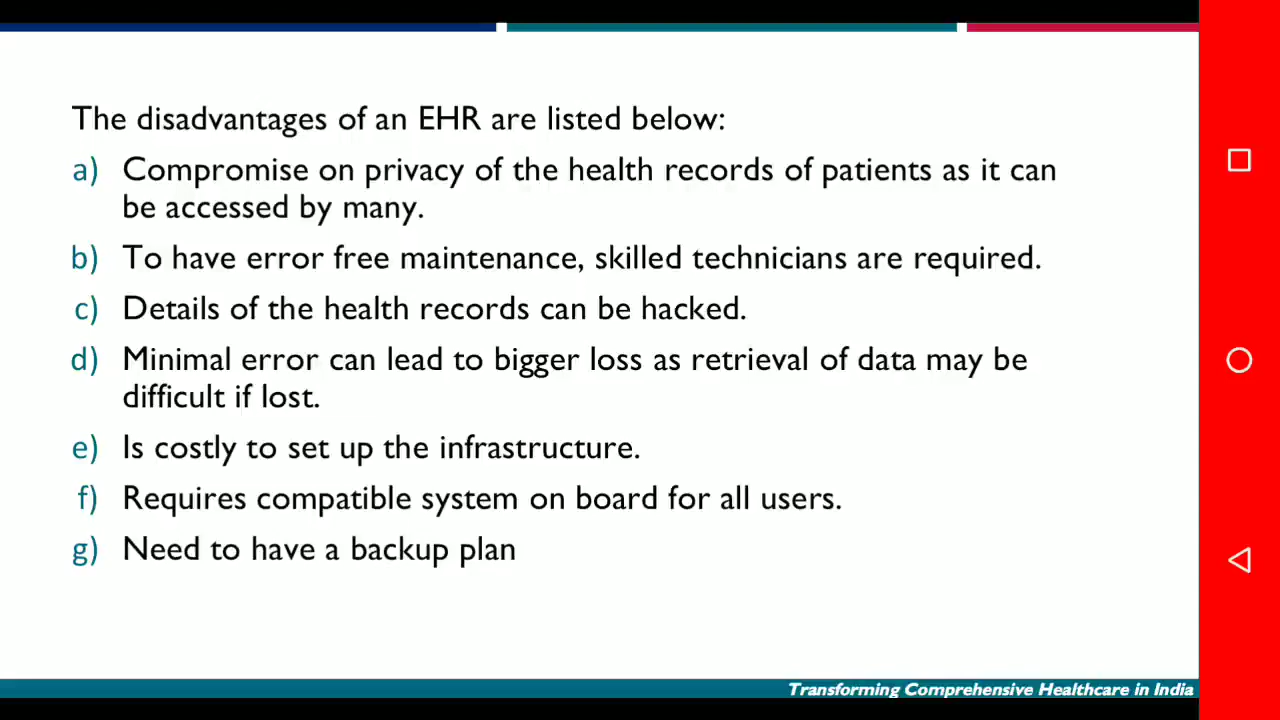 The disadvantages of an EHR are listed below:
a) Compromise on privacy of the health records of patients as it can
be accessed by many.
b) To have error free maintenance, skilled technicians are required.
c) Details of the health records can be hacked.
d) Minimal error can lead to bigger loss as retrieval of data may be
difficult if lost.
e) Is costly to set up the infrastructure.
f) Requires compatible system on board for all users.
g) Need to have a backup plan
Transforming Comprehensive Healthcare in India